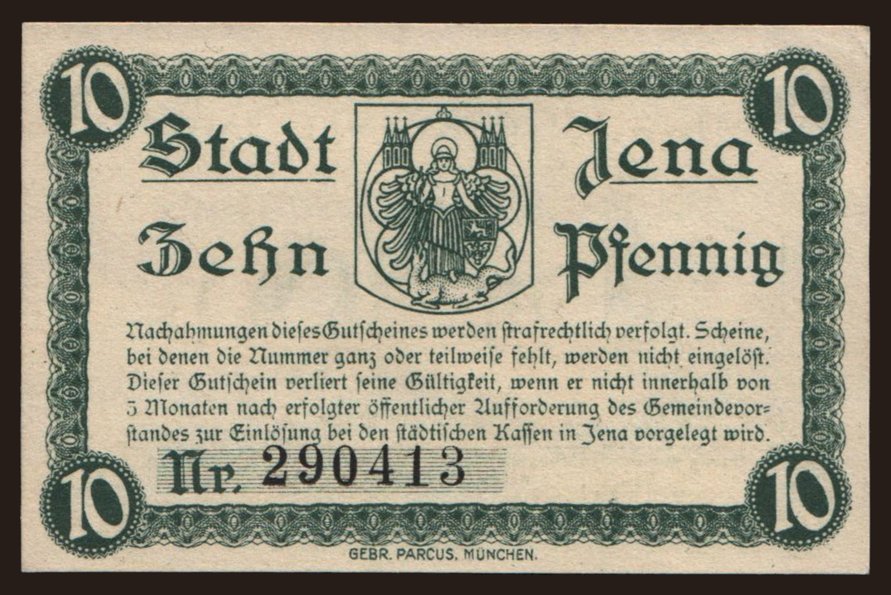 10 10
Stadt Jena
Zehn Pfennig
Nachahmungen dieses Gutscheines werden strafrechtlich verfolgt. Scheine,
bei denen die Nummer ganz oder teilweise fehlt, werden nicht eingelöst.
Dieser Gutschein verliert seine Gültigkeit, wenn er nicht innerhalb von
3 Monaten nach erfolgter öffentlicher Aufforderung des Gemeindevor=
standes zur Einlösung bei den städtischen Kassen in Jena vorgelegt wird.
Nr. 290413
10 10
GEBR. PARCUS, MÜNCHEN.